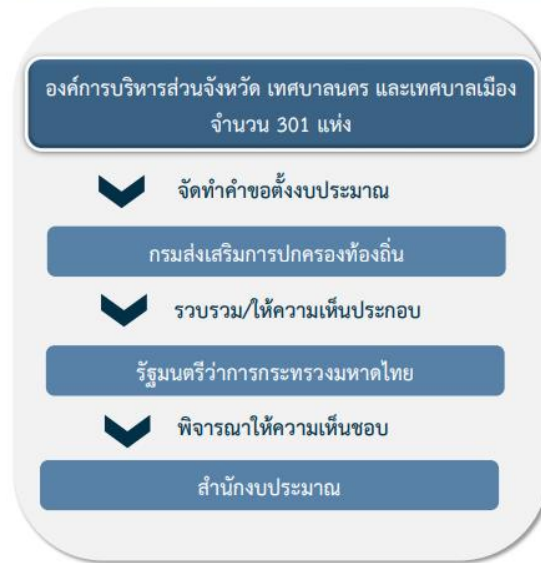 องค์การบริหารส่วนจังหวัด เทศบาลนคร และเทศบาลเมือง
จำนวน 301 แห่ง
จัดทำคำขอตั้งงบประมาณ
กรมส่งเสริมการปกครองท้องถิ่น
รวบรวม/ให้ความเห็นประกอบ
รัฐมนตรีว่าการกระทรวงมหาดไทย
พิจารณาให้ความเห็นชอบ
สำนักงบประมาณ